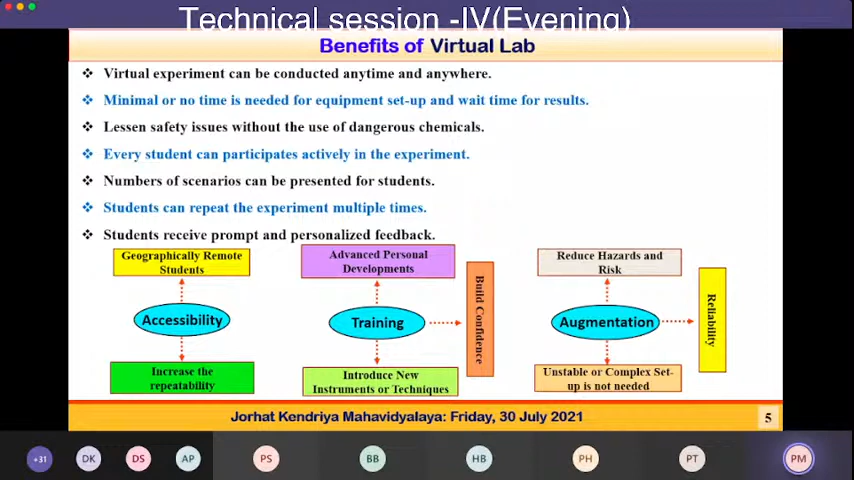 Technical session -IV(Evening)
Benefits of Virtual Lab
Virtual experiment can be conducted anytime and anywhere.
Minimal or no time is needed for equipment set-up and wait time for results.
Lessen safety issues without the use of dangerous chemicals.
Every student can participates actively in the experiment.
Numbers of scenarios can be presented for students.
Students can repeat the experiment multiple times.
Students receive prompt and personalized feedback.
Geographically Remote
Students
Accessibility
Increase the
repeatability
Advanced Personal
Developments
Training
Build Confidence
Introduce New
Instruments or Techniques
Reduce Hazards and
Risk
Augmentation
Reliability
Unstable or Complex Set-
up is not needed
Jorhat Kendriya Mahavidyalaya: Friday, 30 July 2021
5
+31 DK DS AP PS BB HB PH PT PM